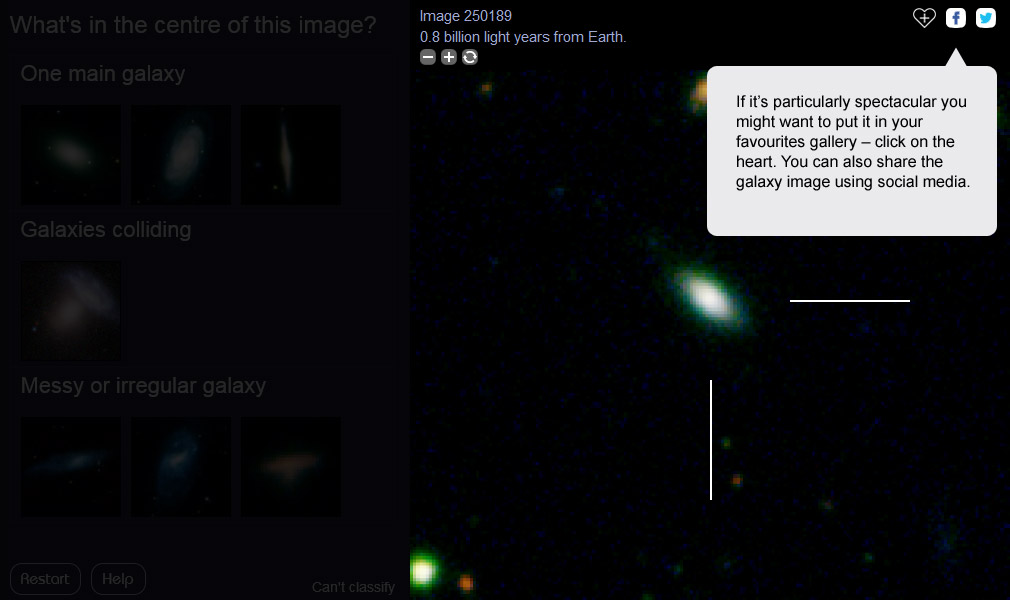 What's in the centre of this image?
One main galaxy
Galaxies colliding
Messy or irregular galaxy
Restart
Help
Can't classify
Image 250189
0.8 billion light years from Earth.
If it’s particularly spectacular you
might want to put it in your
favourites gallery – click on the
heart. You can also share the
galaxy image using social media.